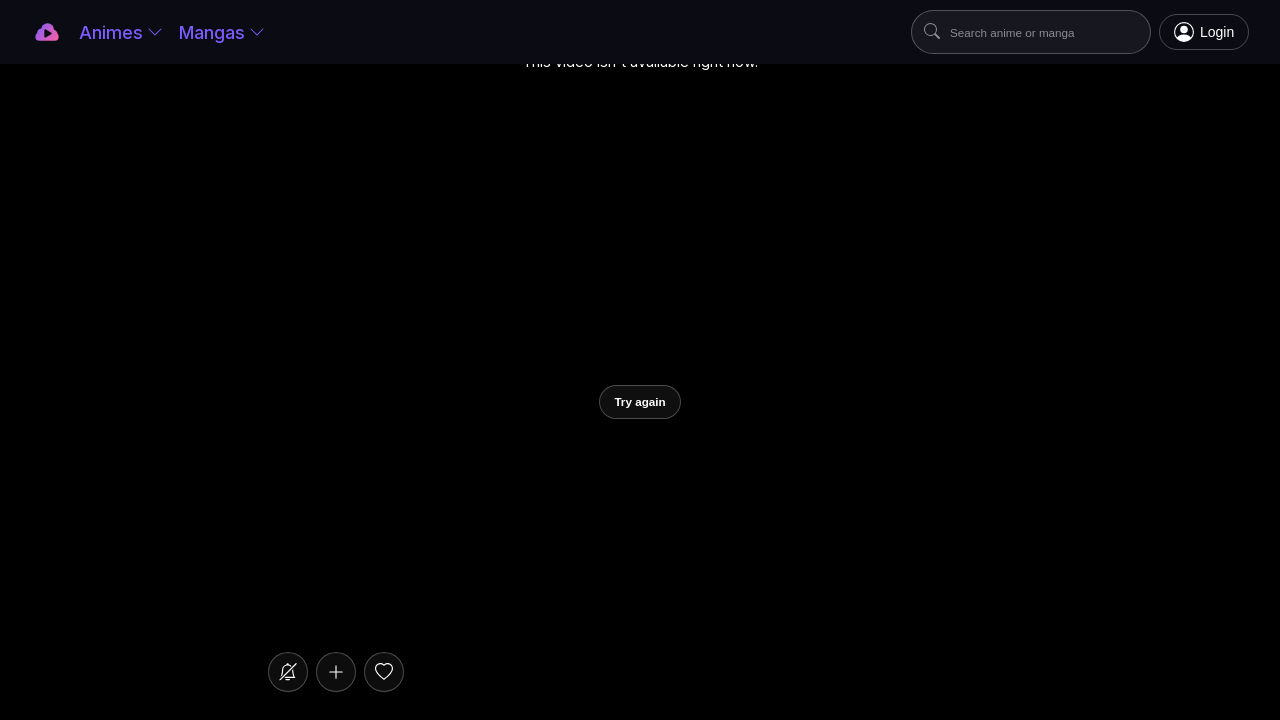 Animes
Mangas
Search anime or manga
Login
This video isn't available right now.
Try again